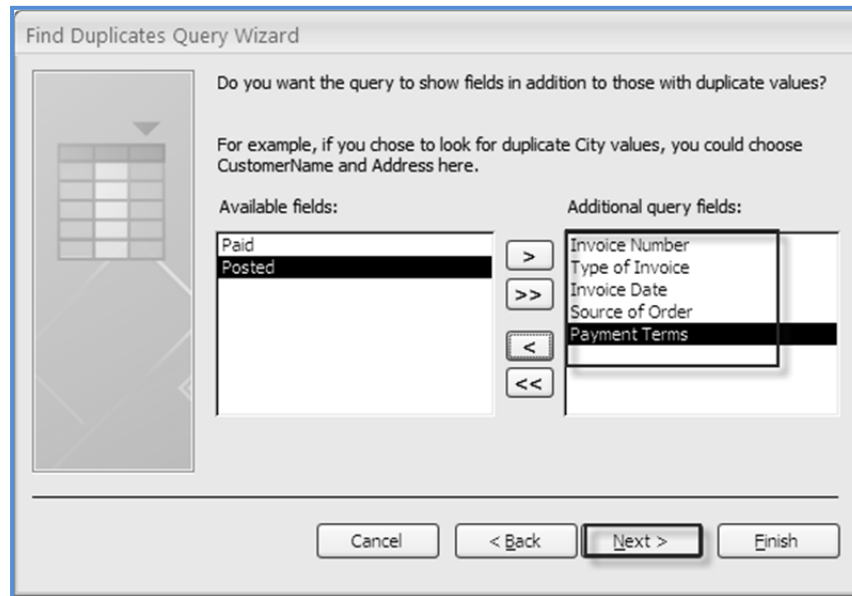 Find Duplicates Query Wizard
Do you want the query to show fields in addition to those with duplicate values?
For example, if you chose to look for duplicate City values, you could choose
CustomerName and Address here.
Available fields:
Paid
Posted
>
>>
<
<<
Additional query fields:
Invoice Number
Type of Invoice
Invoice Date
Source of Order
Payment Terms
Cancel
< Back
Next >
Finish